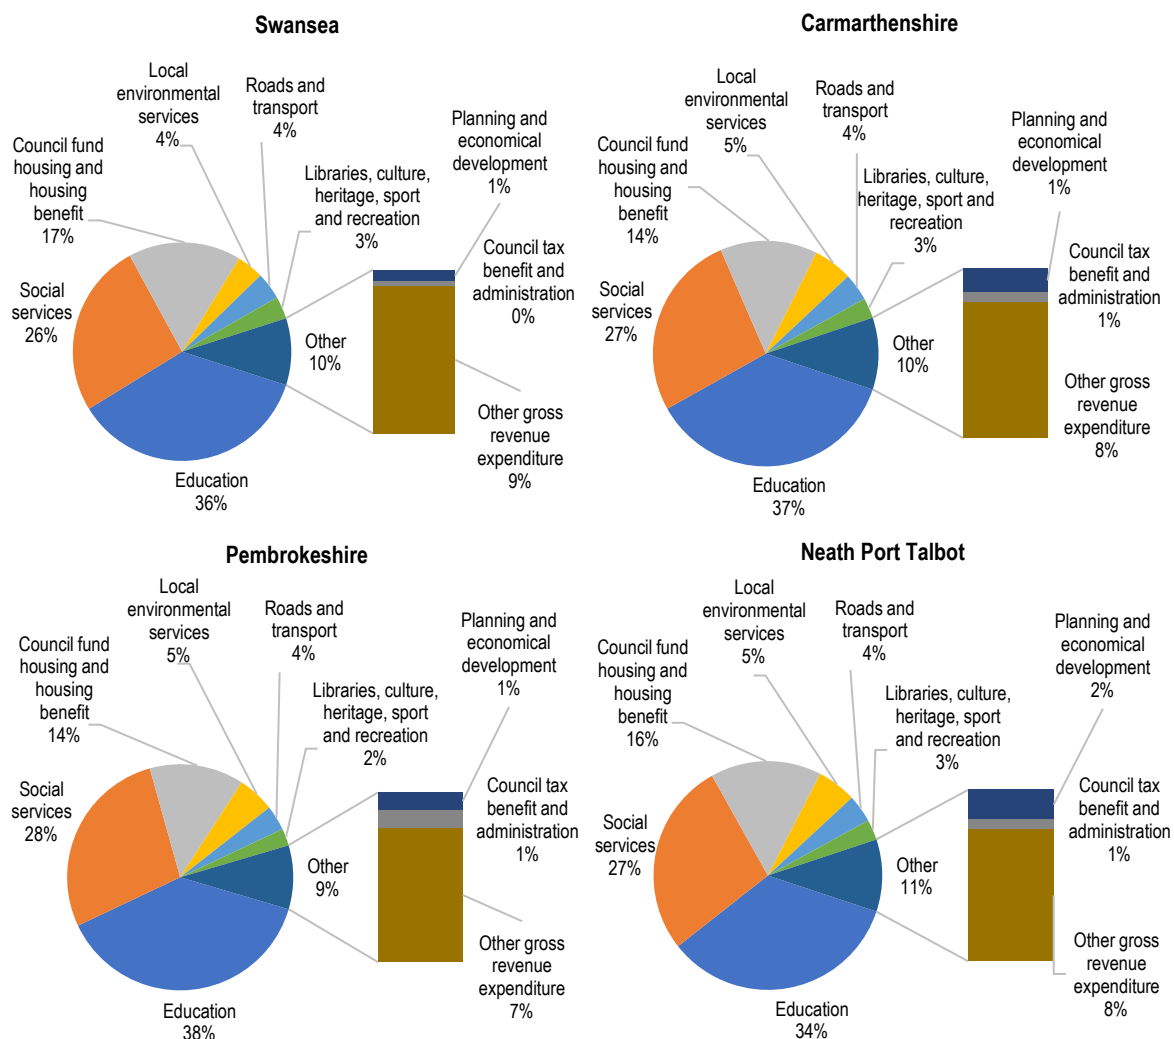 Swansea
Local
environmental
services
4%
Roads and
transport
4%
Planning and
economical
development
1%
Council fund
housing and
housing
benefit
17%
Libraries, culture,
heritage, sport
and recreation
3%
Council tax
benefit and
administration
0%
Social
services
26%
Other
10%
Other gross
revenue
expenditure
9%
Education
36%
Carmarthenshire
Local
environmental
services
5%
Roads and
transport
4%
Planning and
economical
development
1%
Council fund
housing and
housing
benefit
14%
Libraries, culture,
heritage, sport and
recreation
3%
Council tax
benefit and
administration
1%
Social
services
27%
Other
10%
Other gross
revenue
expenditure
8%
Education
37%
Pembrokeshire
Local
environmental
services
5%
Roads and
transport
4%
Planning and
economical
development
1%
Council fund
housing and
housing
benefit
14%
Libraries, culture,
heritage, sport
and recreation
2%
Council tax
benefit and
administration
1%
Social
services
28%
Other
9%
Other gross
revenue
expenditure
7%
Education
38%
Neath Port Talbot
Local
environmental
services
5%
Roads and
transport
4%
Planning and
economical
development
2%
Council fund
housing and
housing
benefit
16%
Libraries, culture,
heritage, sport
and recreation
3%
Council tax
benefit and
administration
1%
Social
services
27%
Other
11%
Other gross
revenue
expenditure
8%
Education
34%